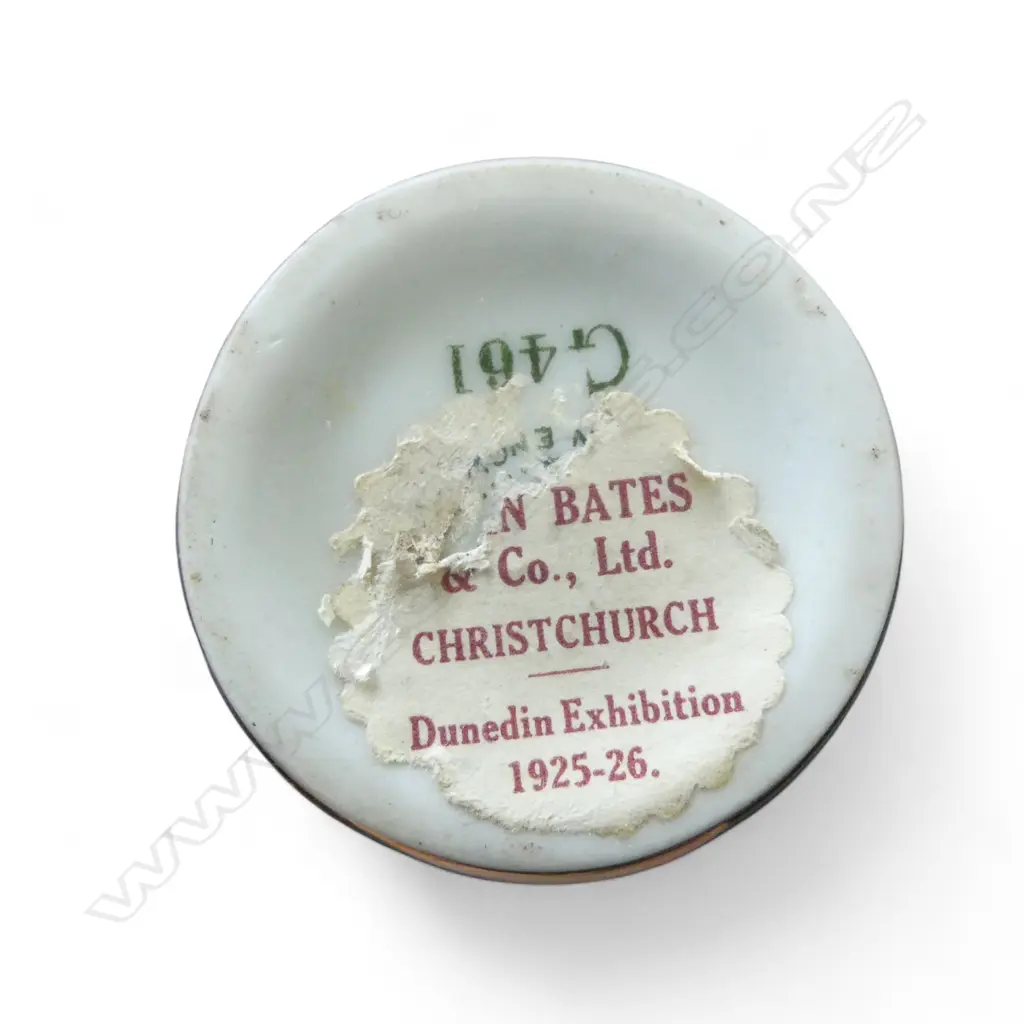 G461
N BATES
& Co., Ltd.
CHRISTCHURCH
Dunedin Exhibition
1925-26.